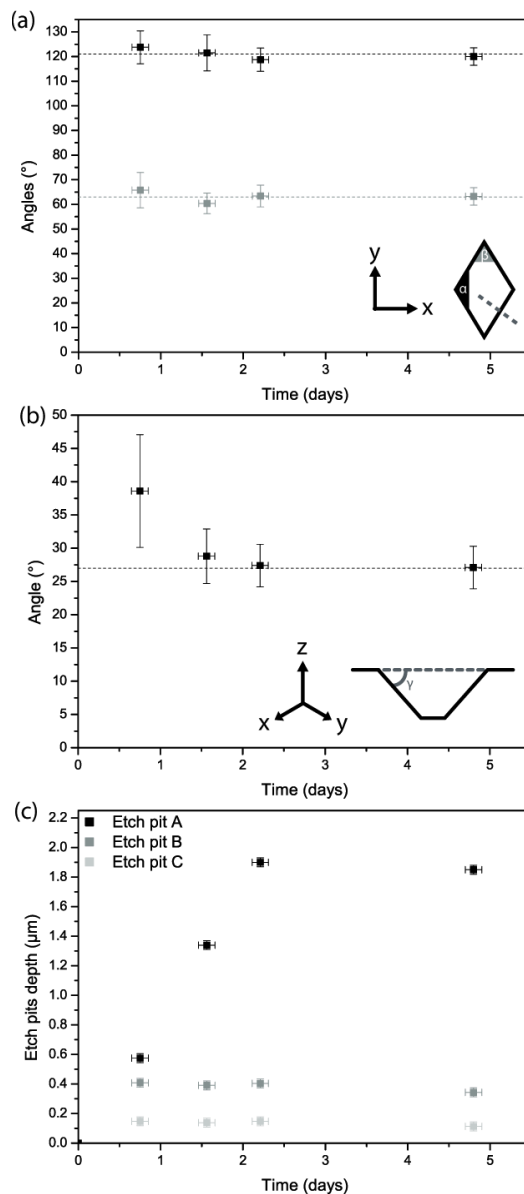 (a)
130
120
110
100
90
80
70
60
50
40
30
20
10
0
Angles (°)
y
x
α
β
0 1 2 3 4 5
Time (days)
(b)
50
45
40
35
30
25
20
15
10
5
0
Angle (°)
z
x
y
γ
0 1 2 3 4 5
Time (days)
(c)
2.2
2.0
1.8
1.6
1.4
1.2
1.0
0.8
0.6
0.4
0.2
0.0
Etch pits depth (µm)
Etch pit A
Etch pit B
Etch pit C
0 1 2 3 4 5
Time (days)